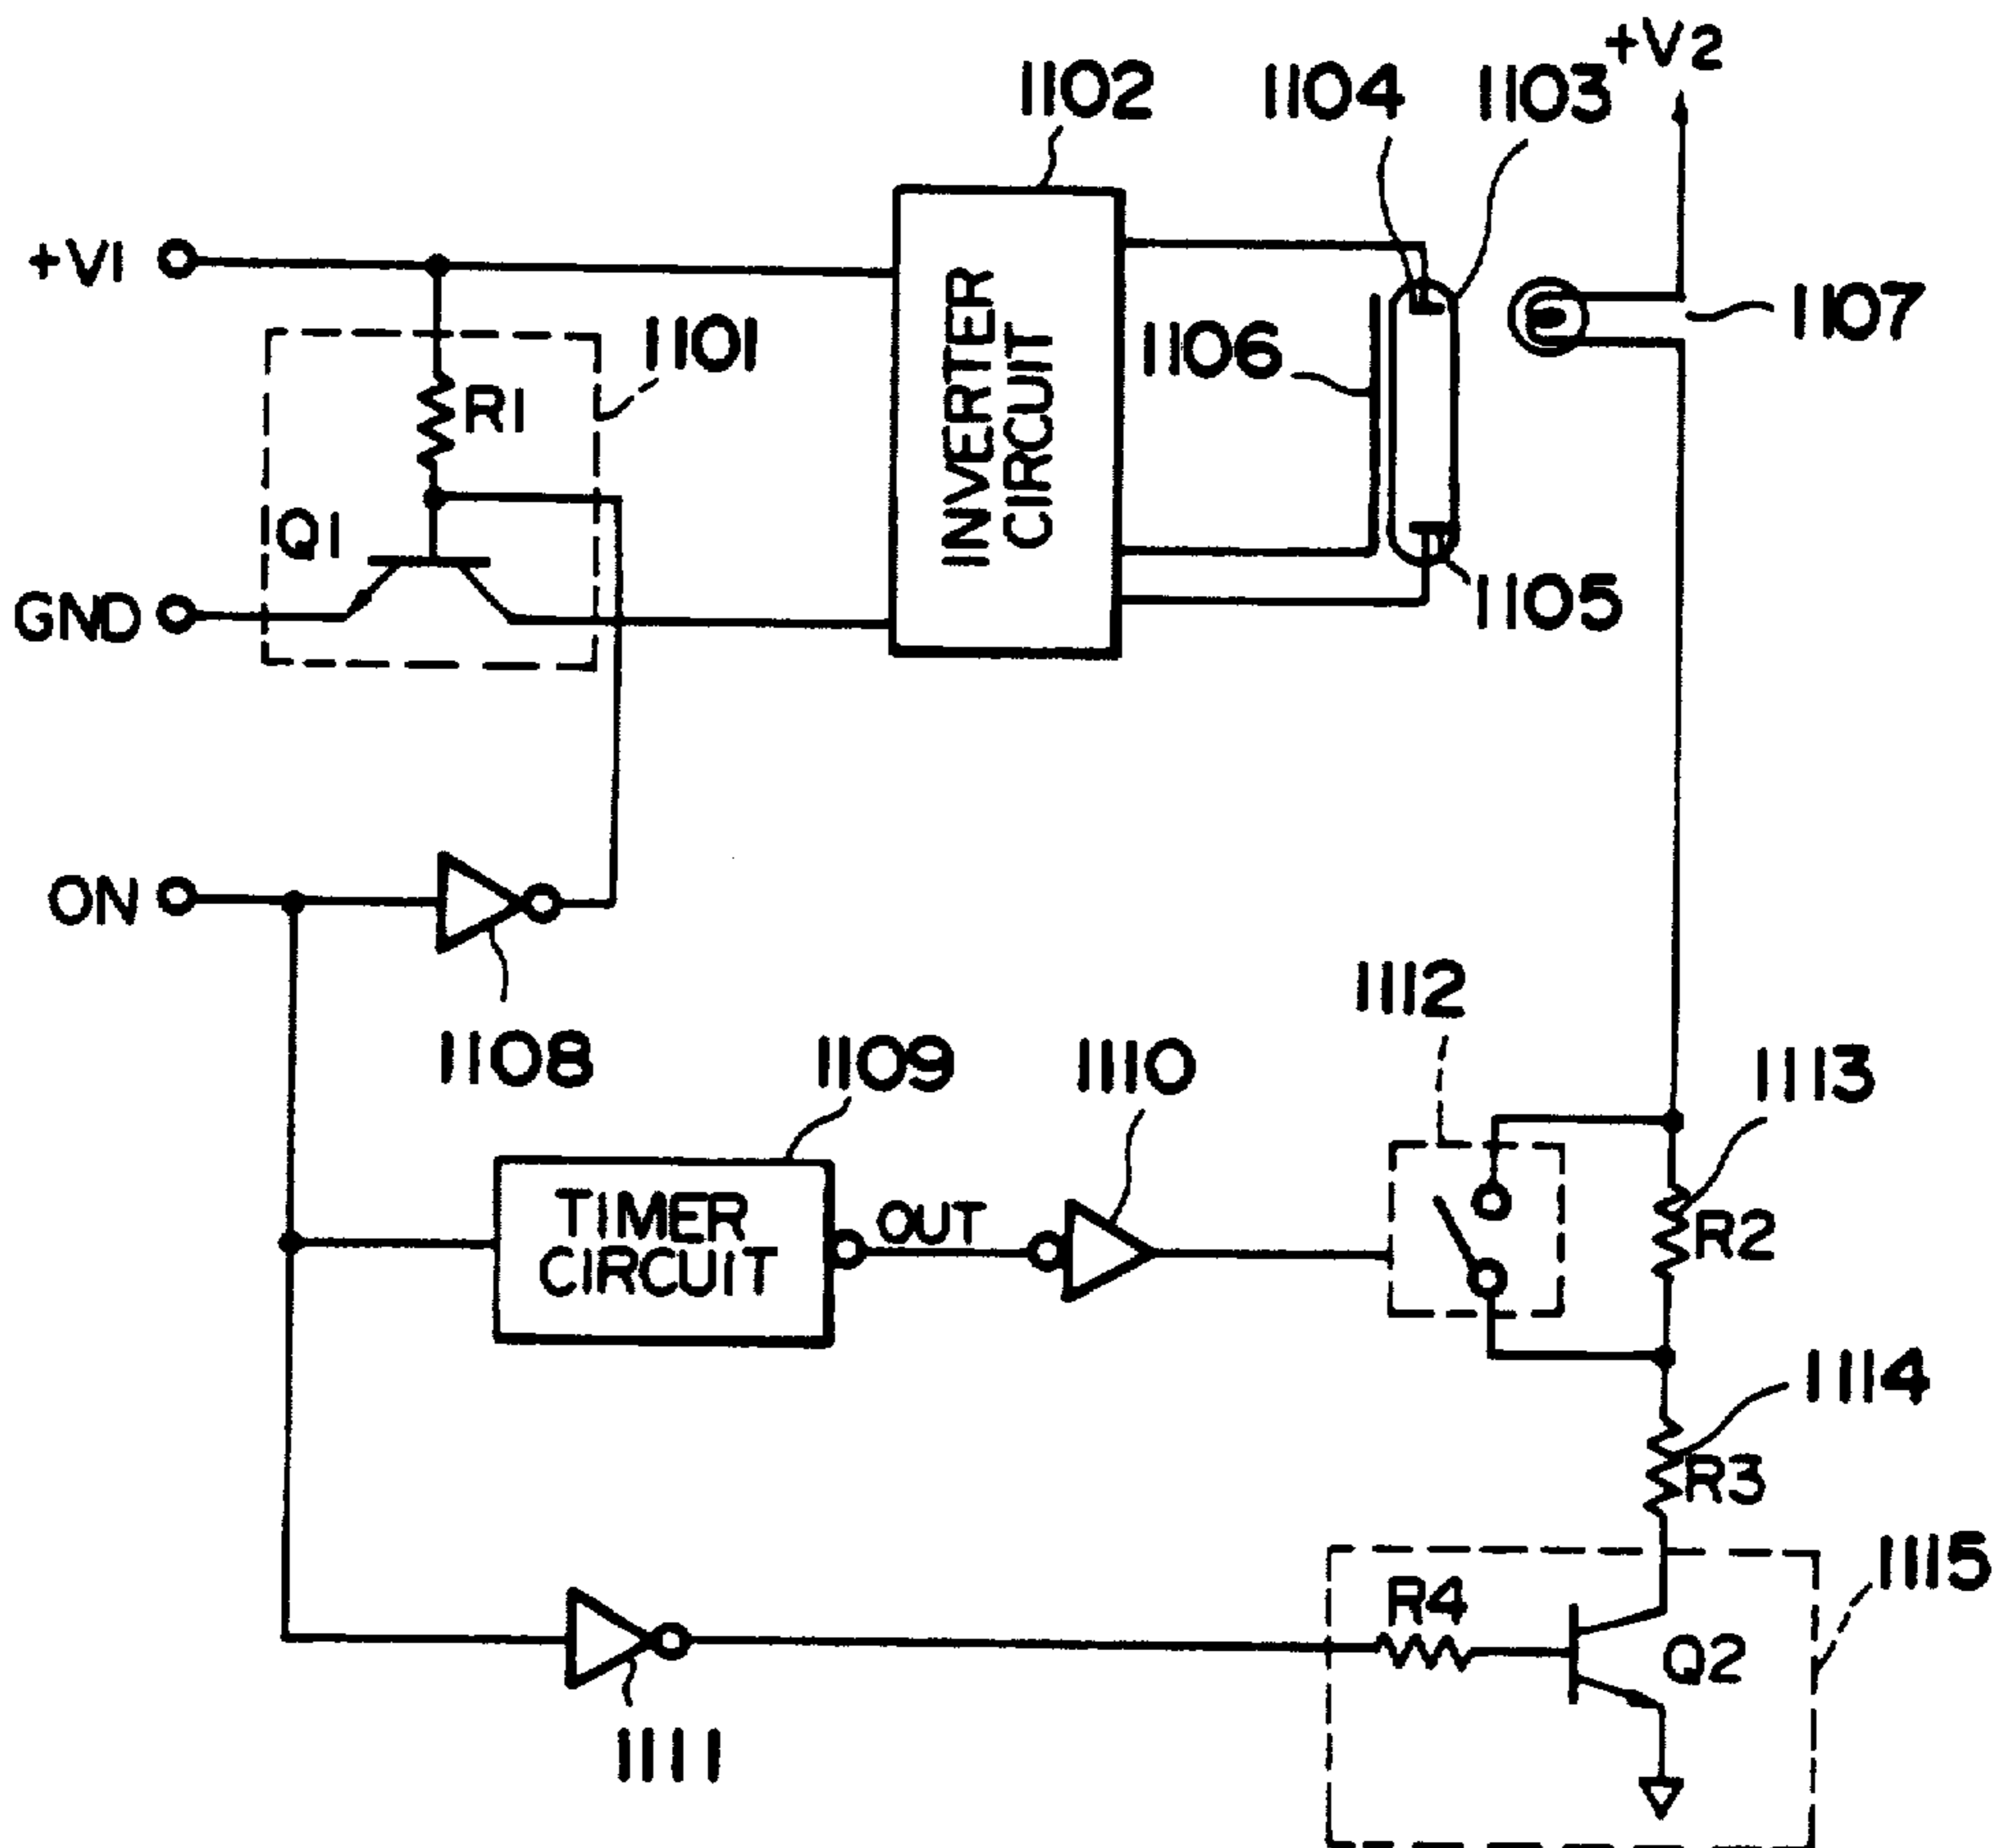 +V2
1102
1104
1103
+V1
1101
1106
1107
R1
INVERTER
CIRCUIT
Q1
GND
1105
ON
1112
1108
1109
1110
1113
TIMER
CIRCUIT
OUT
R2
1114
R3
1115
R4
Q2
1111